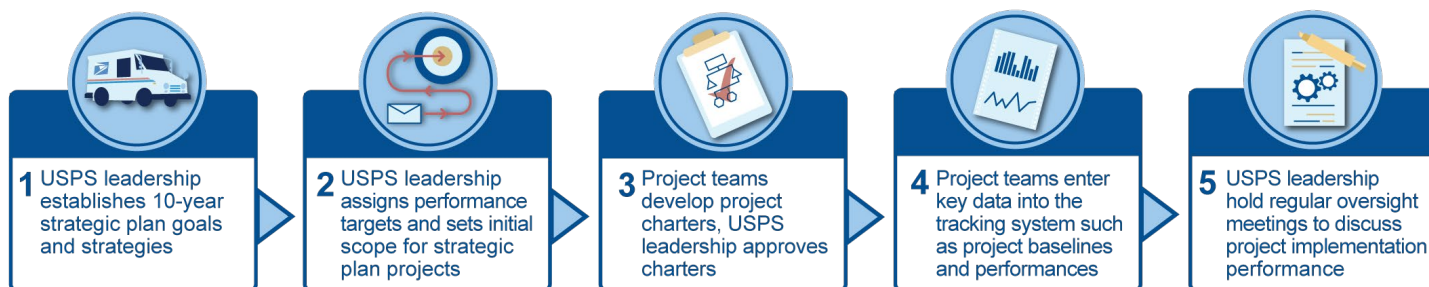 1 USPS leadership
establishes 10-year
strategic plan goals
and strategies
2 USPS leadership
assigns performance
targets and sets initial
scope for strategic
plan projects
3 Project teams
develop project
charters, USPS
leadership approves
charters
4 Project teams enter
key data into the
tracking system such
as project baselines
and performances
5 USPS leadership
hold regular oversight
meetings to discuss
project implementation
performance